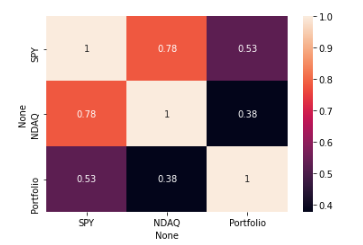 SPY
1
0.78
0.53
None
NDAQ
0.78
1
0.38
Portfolio
0.53
0.38
1
SPY
NDAQ
Portfolio
None
1.0
0.9
0.8
0.7
0.6
0.5
0.4